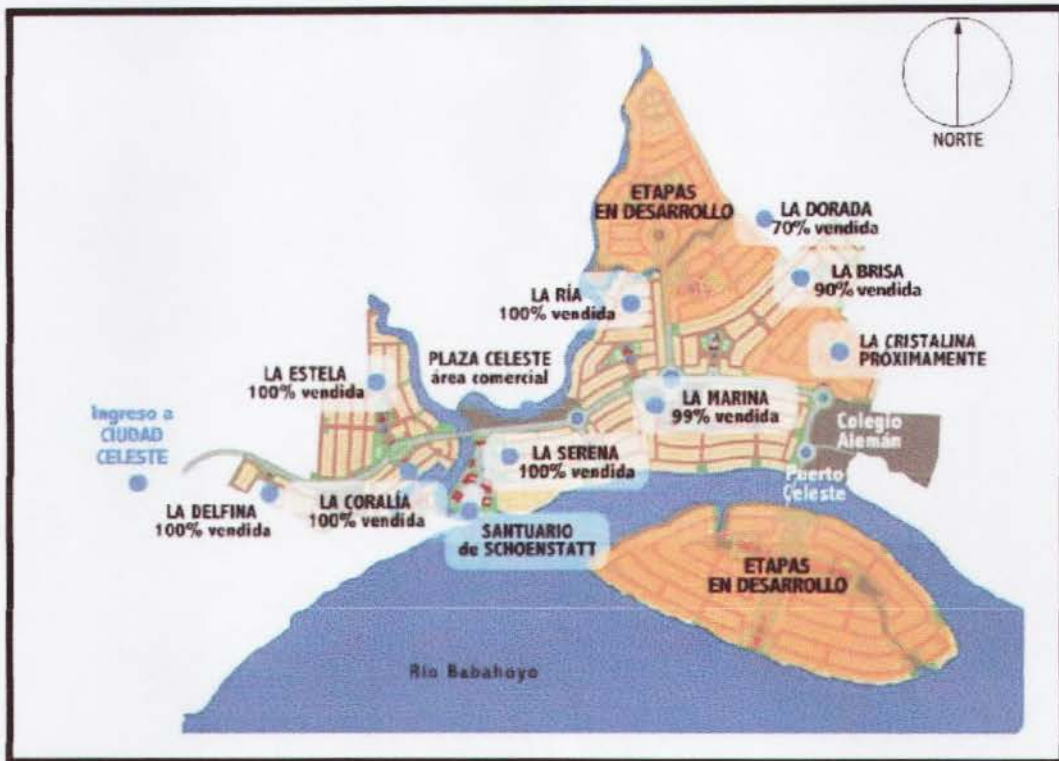 NORTE
ETAPAS
EN DESARROLLO
LA DORADA
70% vendida
LA BRISA
90% vendida
LA RÍA
100% vendida
LA CRISTALINA
PRÓXIMAMENTE
PLAZA CELESTE
área comercial
LA ESTELA
100% vendida
LA MARINA
99% vendida
Ingreso a
CIUDAD
CELESTE
Colegio
Alemán
LA SERENA
100% vendida
Puerto
Celeste
LA DELFINA
100% vendida
LA CORALÍA
100% vendida
SANTUARIO
de SCHOENSTATT
ETAPAS
EN DESARROLLO
Río Babahoyo